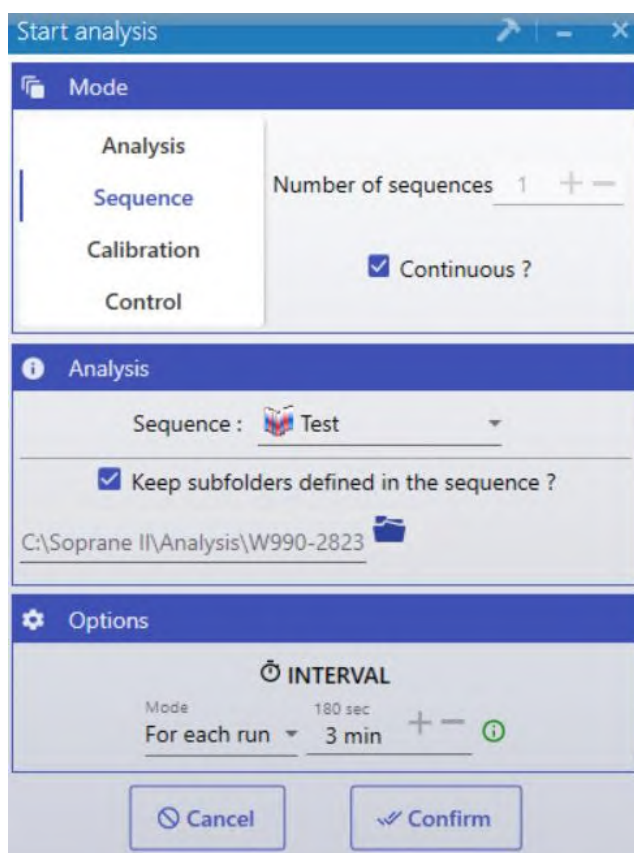 Start analysis
Mode
Analysis
Sequence
Calibration
Control
Number of sequences 1
Continuous ?
Analysis
Sequence : Test
Keep subfolders defined in the sequence ?
C:\Soprane II\Analysis\W990-2823
Options
INTERVAL
Mode
For each run
180 sec
3 min
Cancel
Confirm